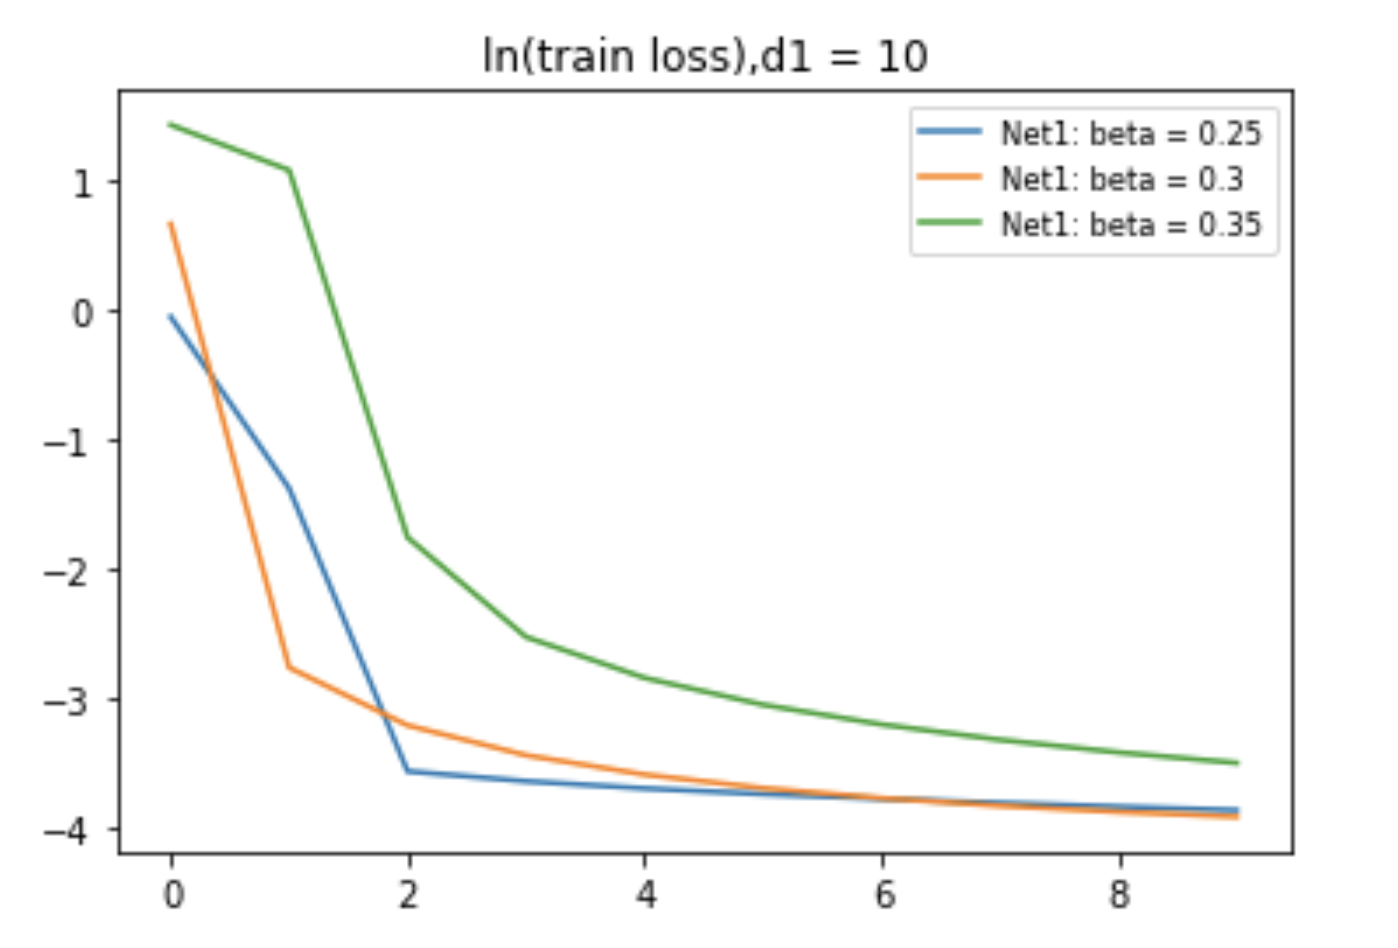 ln(train loss),d1 = 10
Net1: beta = 0.25
Net1: beta = 0.3
Net1: beta = 0.35
1
0
−1
−2
−3
−4
0 2 4 6 8